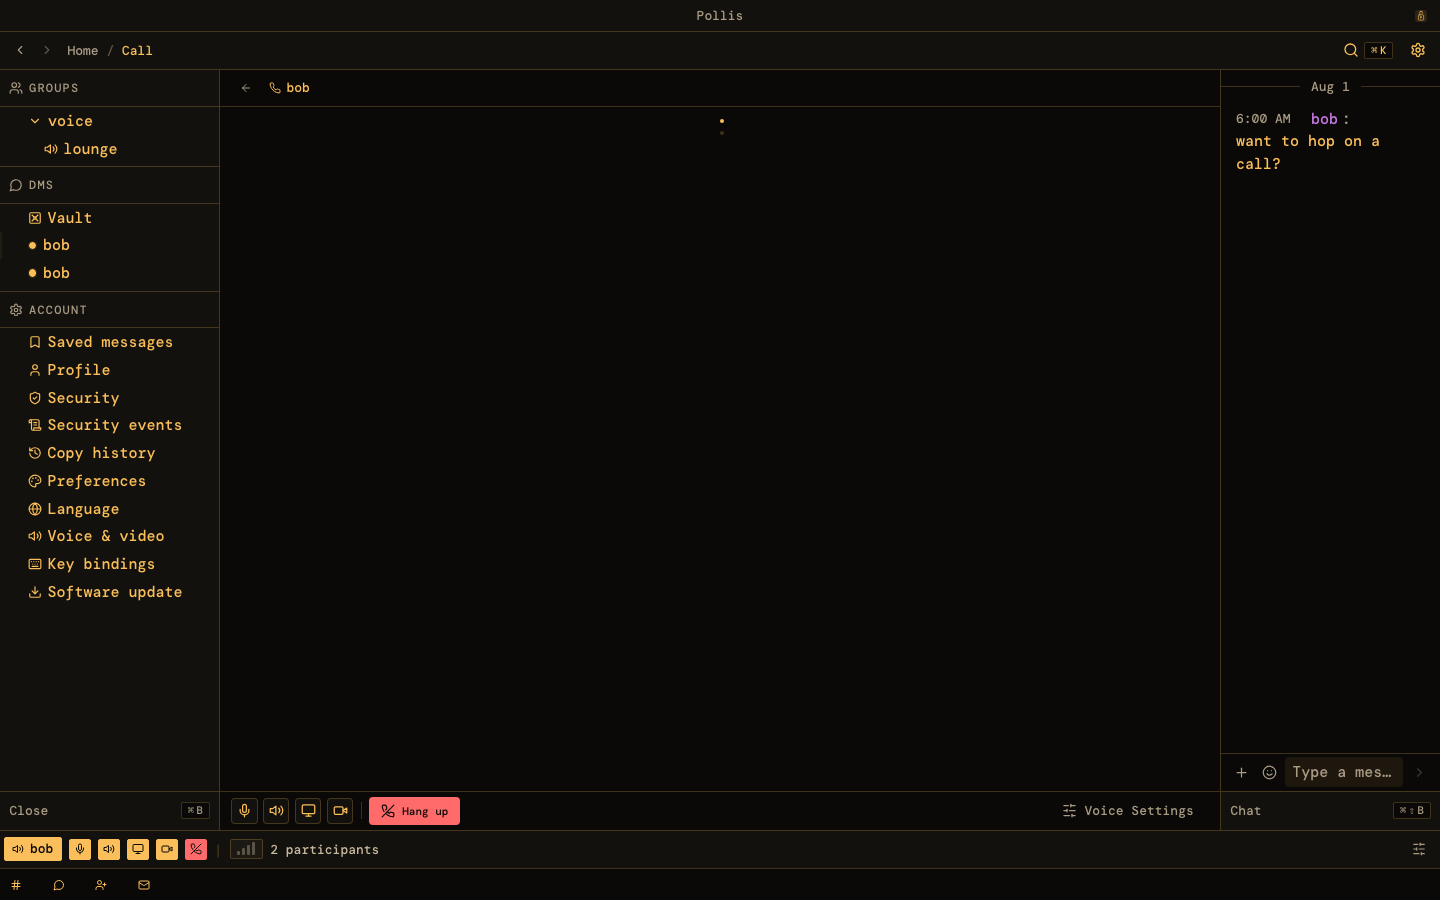 Pollis
Home / Call
⌘K
GROUPS
voice
lounge
DMS
Vault
bob
bob
ACCOUNT
Saved messages
Profile
Security
Security events
Copy history
Preferences
Language
Voice & video
Key bindings
Software update
Close ⌘B
bob
Hang up
Voice Settings
Aug 1
6:00 AM bob:
want to hop on a
call?
Type a mes…
Chat ⌘⇧B
bob
2 participants